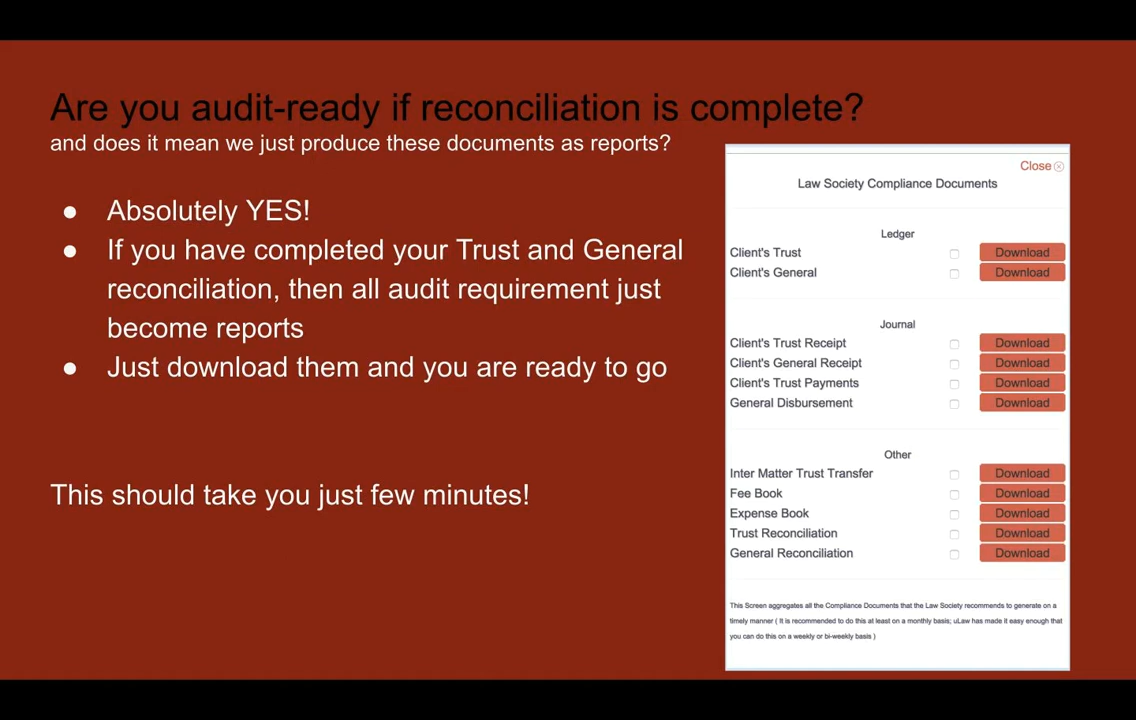 Are you audit-ready if reconciliation is complete?
and does it mean we just produce these documents as reports?
● Absolutely YES!
● If you have completed your Trust and General
reconciliation, then all audit requirement just
become reports
● Just download them and you are ready to go
This should take you just few minutes!
Close
Law Society Compliance Documents
Ledger
Client's Trust Download
Client's General Download
Journal
Client's Trust Receipt Download
Client's General Receipt Download
Client's Trust Payments Download
General Disbursement Download
Other
Inter Matter Trust Transfer Download
Fee Book Download
Expense Book Download
Trust Reconciliation Download
General Reconciliation Download
This Screen aggregates all the Compliance Documents that the Law Society recommends to generate on a
timely manner ( It is recommended to do this at least on a monthly basis; uLaw has made it easy enough that
you can do this on a weekly or bi-weekly basis )